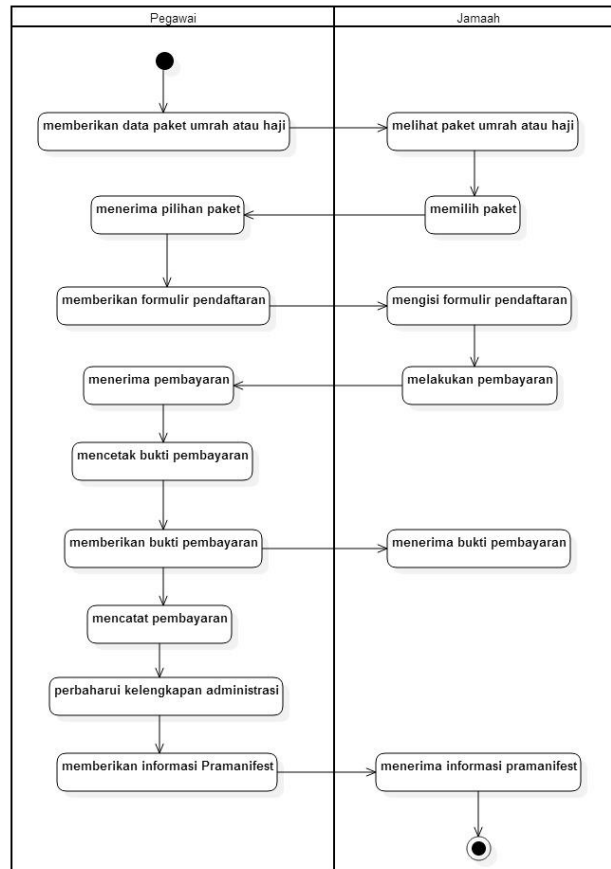 Pegawai
Jamaah
memberikan data paket umrah atau haji
melihat paket umrah atau haji
menerima pilihan paket
memilih paket
memberikan formulir pendaftaran
mengisi formulir pendaftaran
menerima pembayaran
melakukan pembayaran
mencetak bukti pembayaran
memberikan bukti pembayaran
menerima bukti pembayaran
mencatat pembayaran
perbaharui kelengkapan administrasi
memberikan informasi Pramanifest
menerima informasi pramanifest